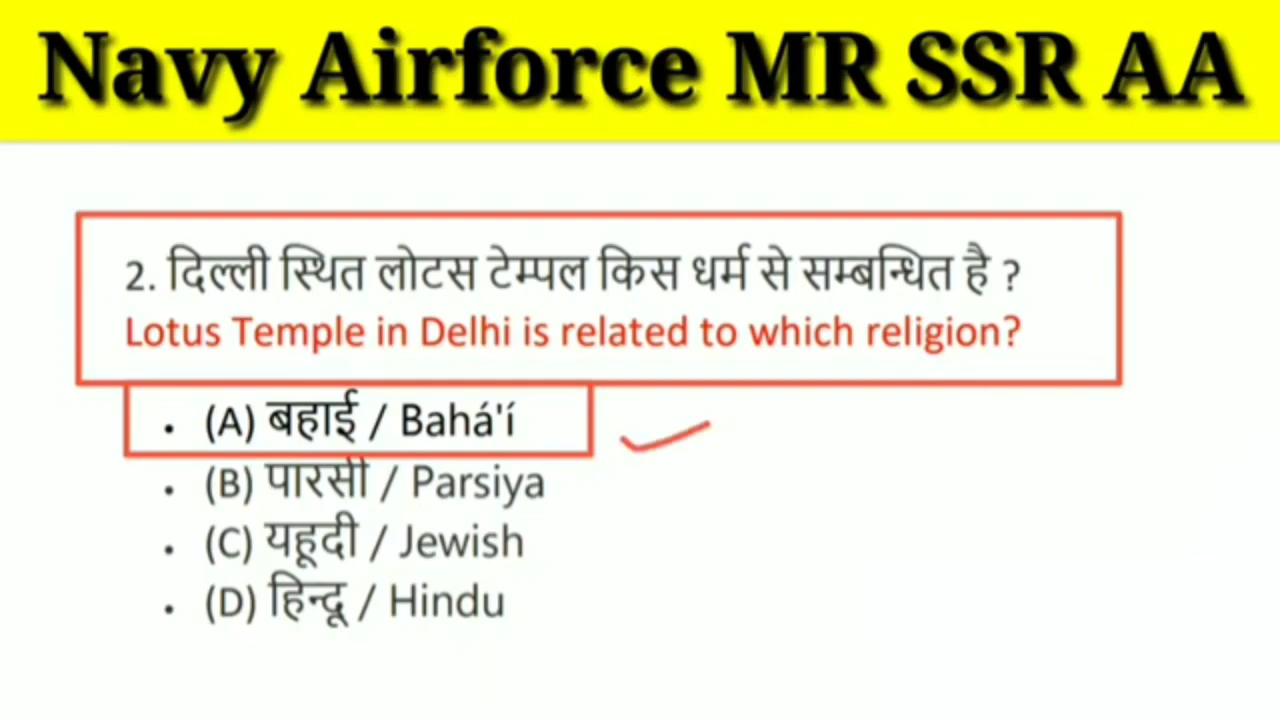 Navy Airforce MR SSR AA
2. दिल्ली स्थित लोटस टेम्पल किस धर्म से सम्बन्धित है ?
Lotus Temple in Delhi is related to which religion?
• (A) बहाई / Bahá'í
• (B) पारसी / Parsiya
• (C) यहूदी / Jewish
• (D) हिन्दू / Hindu